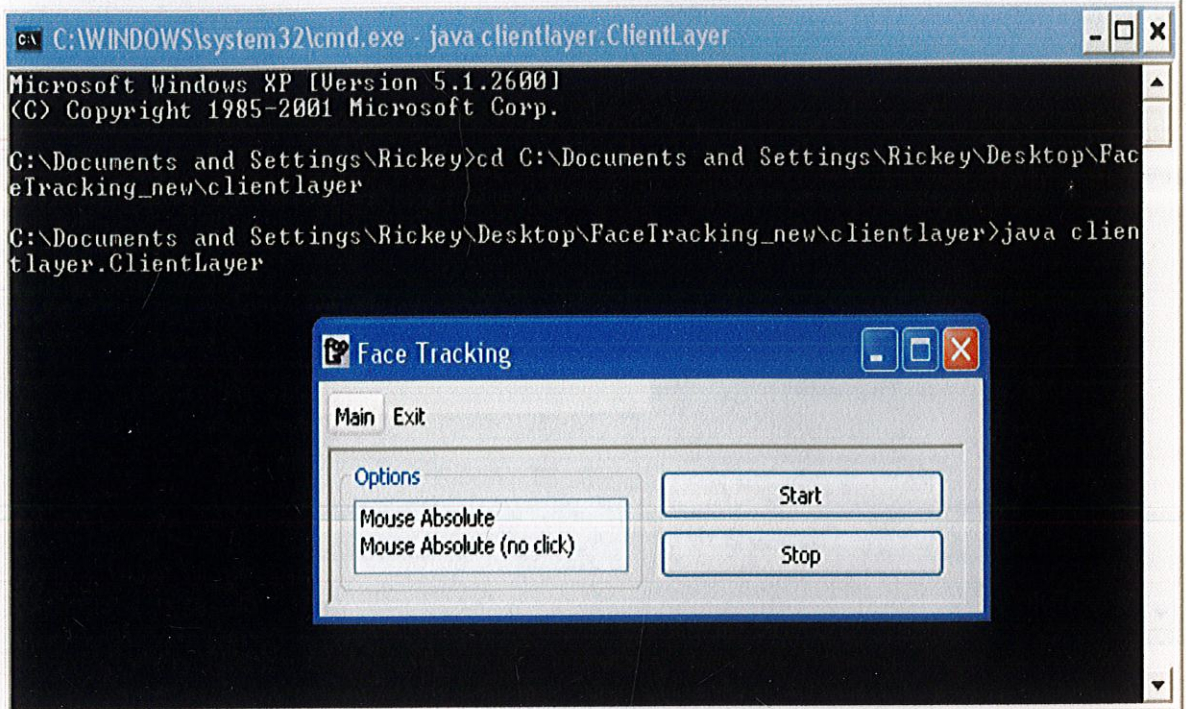 C:\WINDOWS\system32\cmd.exe - java clientlayer.ClientLayer
Microsoft Windows XP [Version 5.1.2600]
(C) Copyright 1985-2001 Microsoft Corp.
C:\Documents and Settings\Rickey>cd C:\Documents and Settings\Rickey\Desktop\Fac
eTracking_new\clientlayer
C:\Documents and Settings\Rickey\Desktop\FaceTracking_new\clientlayer>java clien
tlayer.ClientLayer
Face Tracking
Main Exit
Options
Mouse Absolute
Mouse Absolute (no click)
Start
Stop